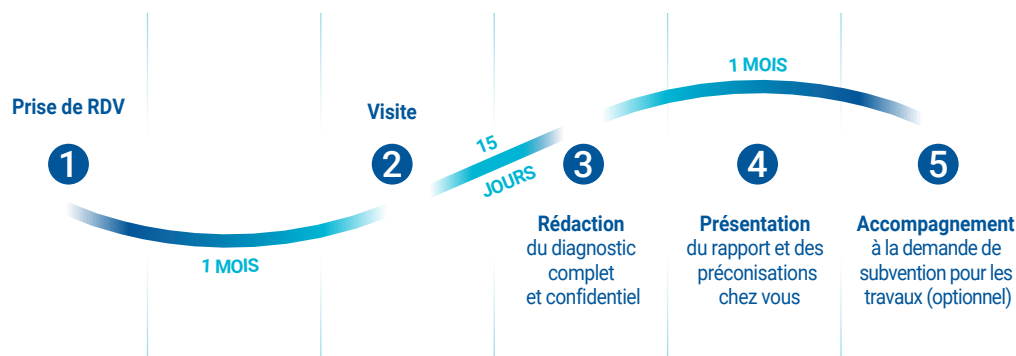 Prise de RDV
1
1 MOIS
Visite
2
15
JOURS
3
Rédaction
du diagnostic
complet
et confidentiel
1 MOIS
4
Présentation
du rapport et des
préconisations
chez vous
5
Accompagnement
à la demande de
subvention pour les
travaux (optionnel)